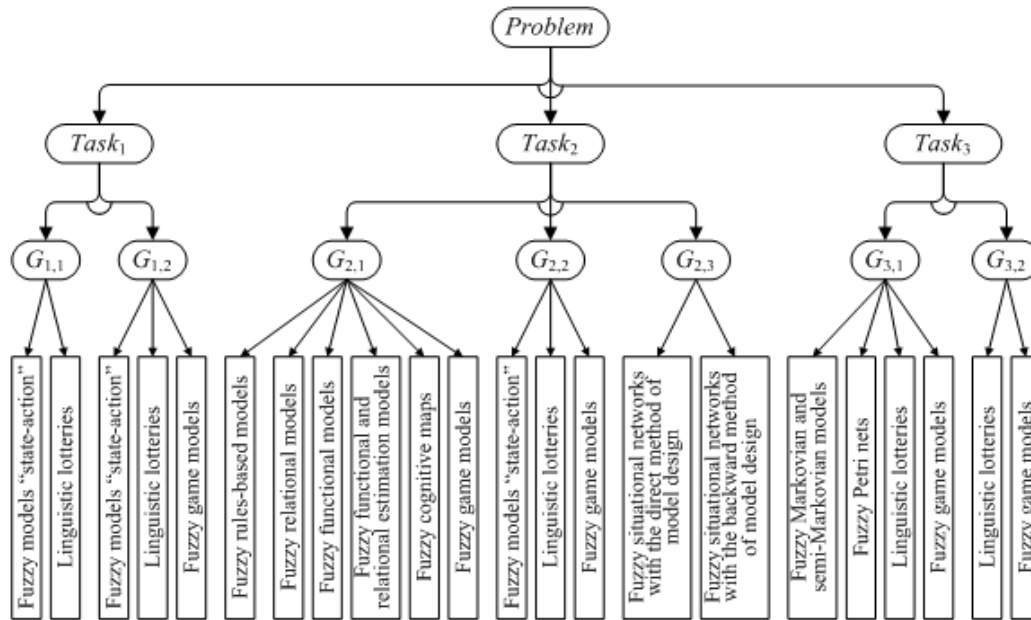 Problem
Task₁
Task₂
Task₃
G₁,₁
G₁,₂
G₂,₁
G₂,₂
G₂,₃
G₃,₁
G₃,₂
Fuzzy models “state-action”
Linguistic lotteries
Fuzzy models “state-action”
Linguistic lotteries
Fuzzy game models
Fuzzy rules-based models
Fuzzy relational models
Fuzzy functional models
Fuzzy functional and
relational estimation models
Fuzzy cognitive maps
Fuzzy game models
Fuzzy models “state-action”
Linguistic lotteries
Fuzzy game models
Fuzzy situational networks
with the direct method of
model design
Fuzzy situational networks
with the backward method
of model design
Fuzzy Markovian and
semi-Markovian models
Fuzzy Petri nets
Linguistic lotteries
Fuzzy game models
Linguistic lotteries
Fuzzy game models